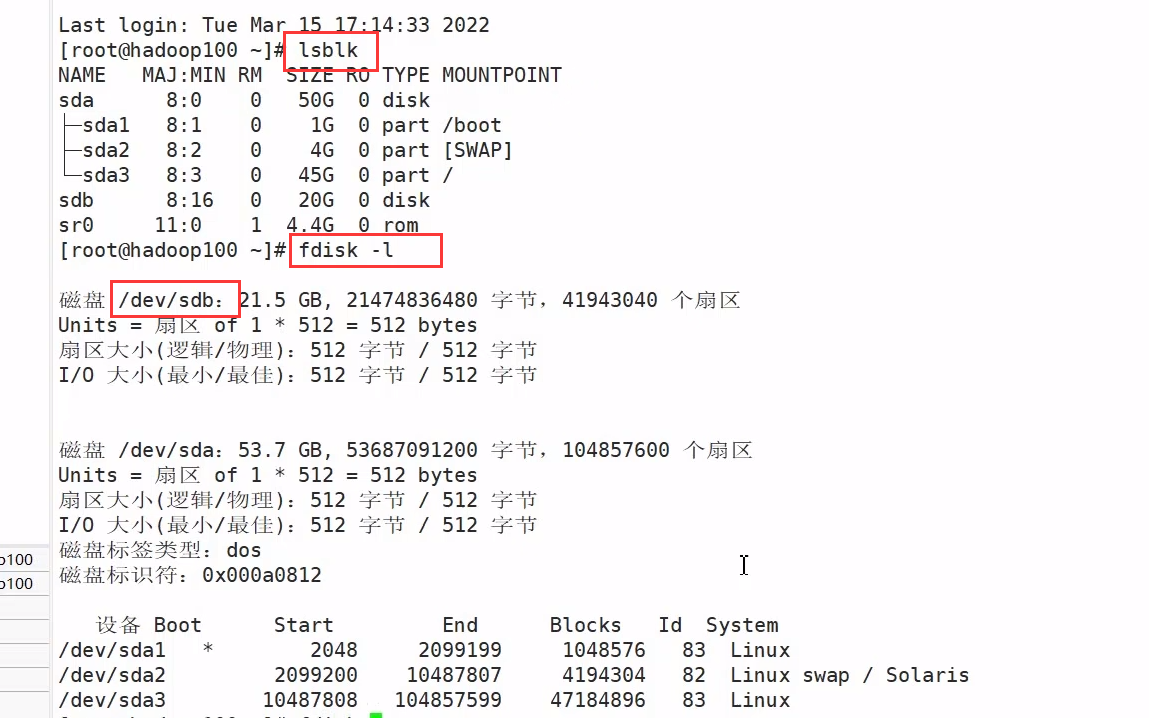 Last login: Tue Mar 15 17:14:33 2022
[root@hadoop100 ~]# lsblk
NAME   MAJ:MIN RM  SIZE RO TYPE MOUNTPOINT
sda      8:0    0   50G  0 disk
├─sda1   8:1    0    1G  0 part /boot
├─sda2   8:2    0    4G  0 part [SWAP]
└─sda3   8:3    0   45G  0 part /
sdb      8:16   0   20G  0 disk
sr0     11:0    1  4.4G  0 rom
[root@hadoop100 ~]# fdisk -l
磁盘 /dev/sdb：21.5 GB, 21474836480 字节，41943040 个扇区
Units = 扇区 of 1 * 512 = 512 bytes
扇区大小(逻辑/物理)：512 字节 / 512 字节
I/O 大小(最小/最佳)：512 字节 / 512 字节
磁盘 /dev/sda：53.7 GB, 53687091200 字节，104857600 个扇区
Units = 扇区 of 1 * 512 = 512 bytes
扇区大小(逻辑/物理)：512 字节 / 512 字节
I/O 大小(最小/最佳)：512 字节 / 512 字节
磁盘标签类型：dos
磁盘标识符：0x000a0812
设备 Boot      Start         End      Blocks   Id  System
/dev/sda1   *        2048     2099199     1048576   83  Linux
/dev/sda2         2099200    10487807     4194304   82  Linux swap / Solaris
/dev/sda3        10487808   104857599    47184896   83  Linux
p100
p100